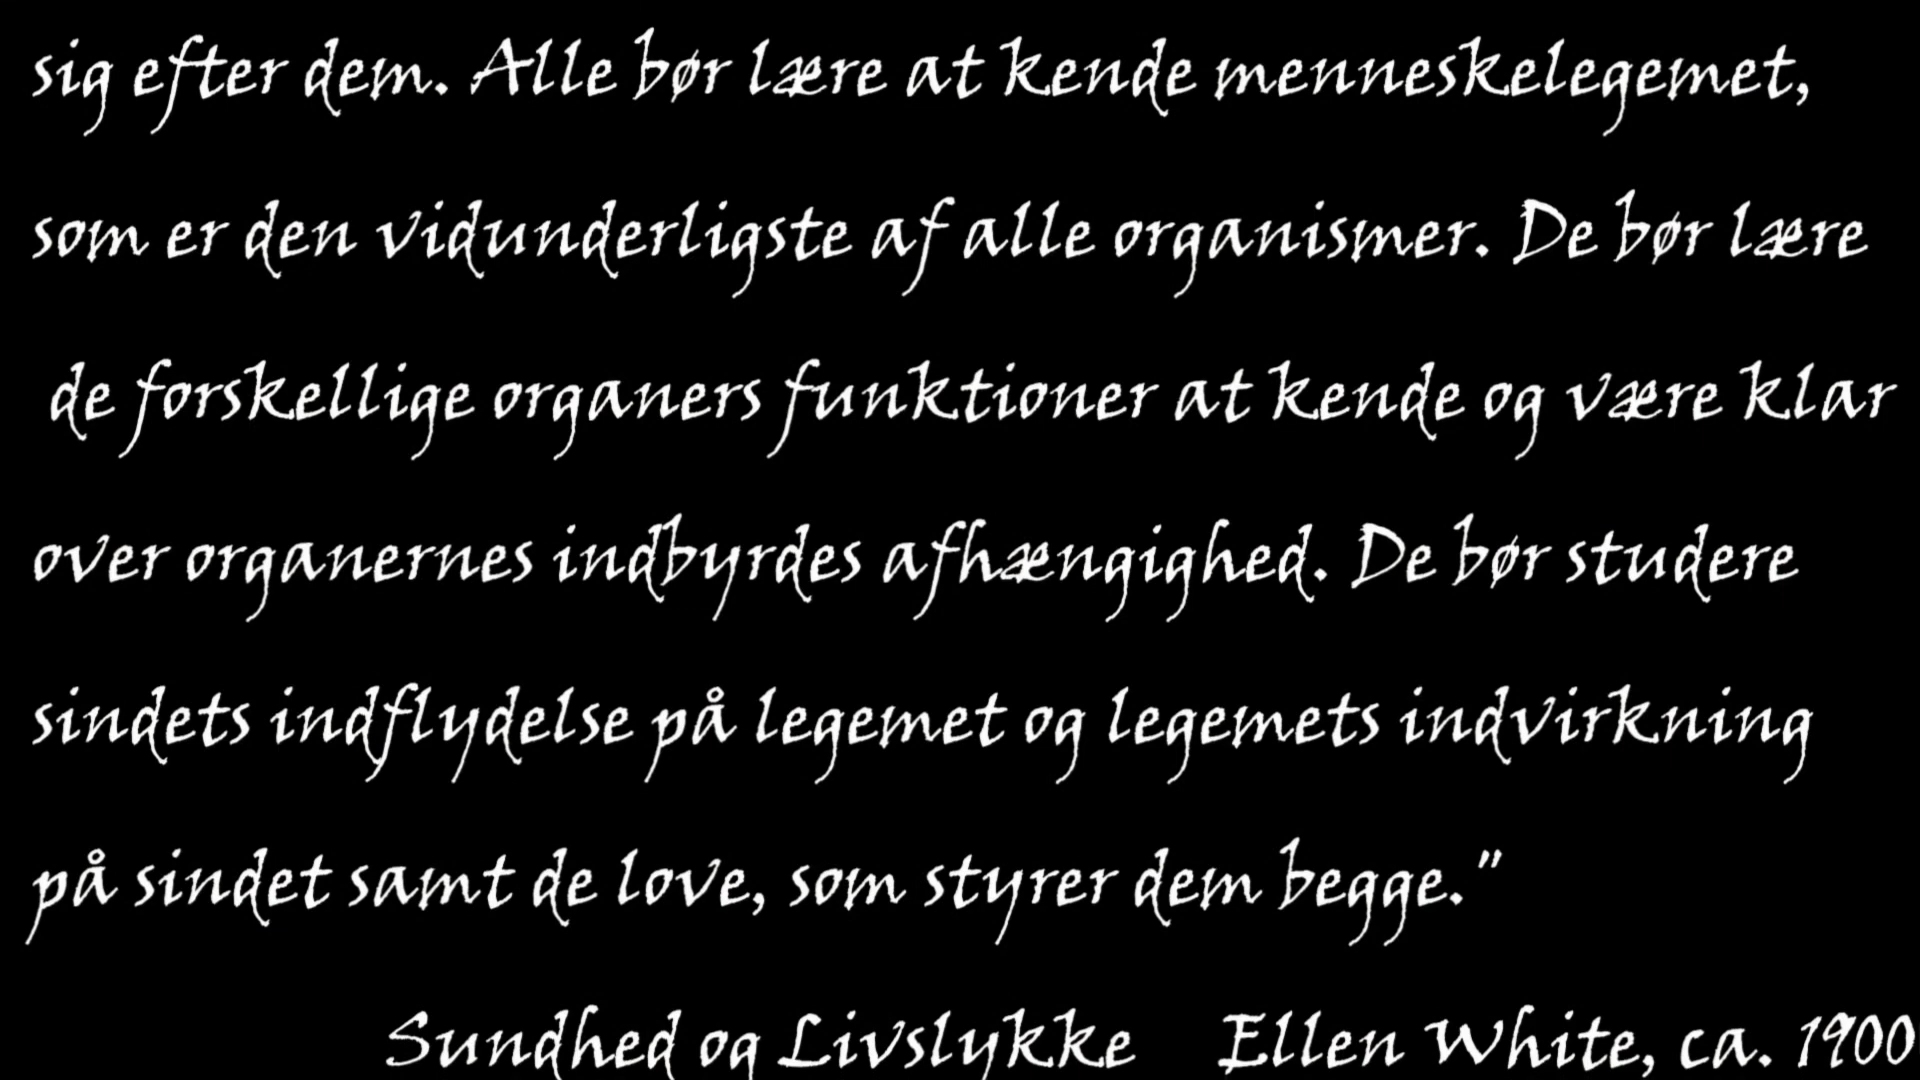 sig efter dem. Alle bør lære at kende menneskelegemet,
som er den vidunderligste af alle organismer. De bør lære
de forskellige organers funktioner at kende og være klar
over organernes indbyrdes afhængighed. De bør studere
sindets indflydelse på legemet og legemets indvirkning
på sindet samt de love, som styrer dem begge."
Sundhed og Livslykke Ellen White, ca. 1900